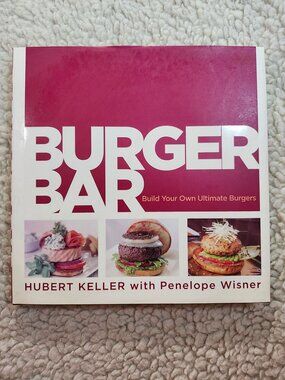 BURGER
BAR
Build Your Own Ultimate Burgers
HUBERT KELLER with Penelope Wisner